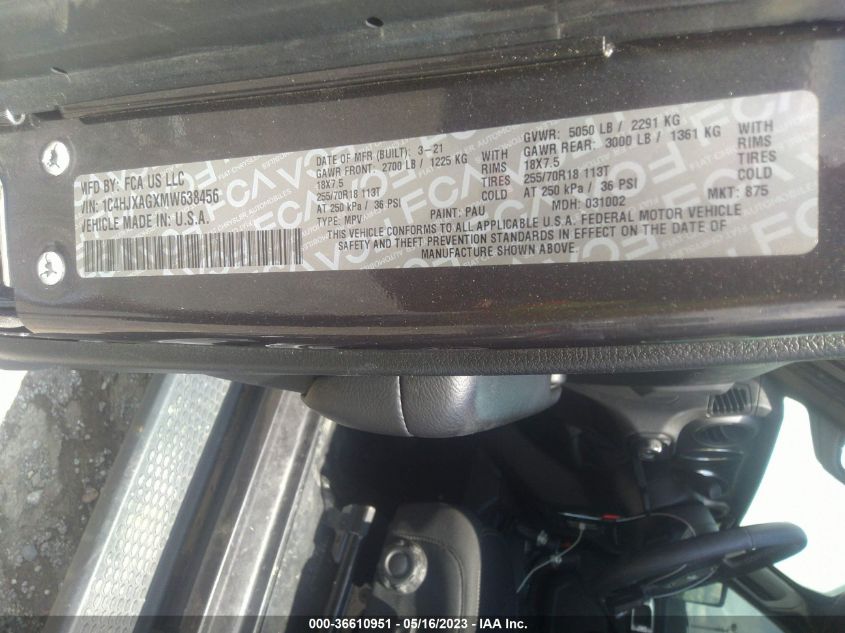 MFD BY: FCA US LLC
/IN: 1C4HJXAGXMW638456
VEHICLE MADE IN U.S.A.
DATE OF MFR (BUILT): 3-21
GAWR FRONT: 2700 LB / 1225 KG WITH
18X7.5 RIMS
255/70R18 113T TIRES
AT 250 kPa / 36 PSI COLD
TYPE: MPV PAINT: PAU
GVWR: 5050 LB / 2291 KG
GAWR REAR: 3000 LB / 1361 KG WITH
18X7.5 RIMS
255/70R18 113T TIRES
AT 250 kPa / 36 PSI COLD
MDH: 031002 MKT: 875
THIS VEHICLE CONFORMS TO ALL APPLICABLE U.S.A. FEDERAL MOTOR VEHICLE
SAFETY AND THEFT PREVENTION STANDARDS IN EFFECT ON THE DATE OF
MANUFACTURE SHOWN ABOVE.
000-36610951 - 05/16/2023 - IAAI INC.